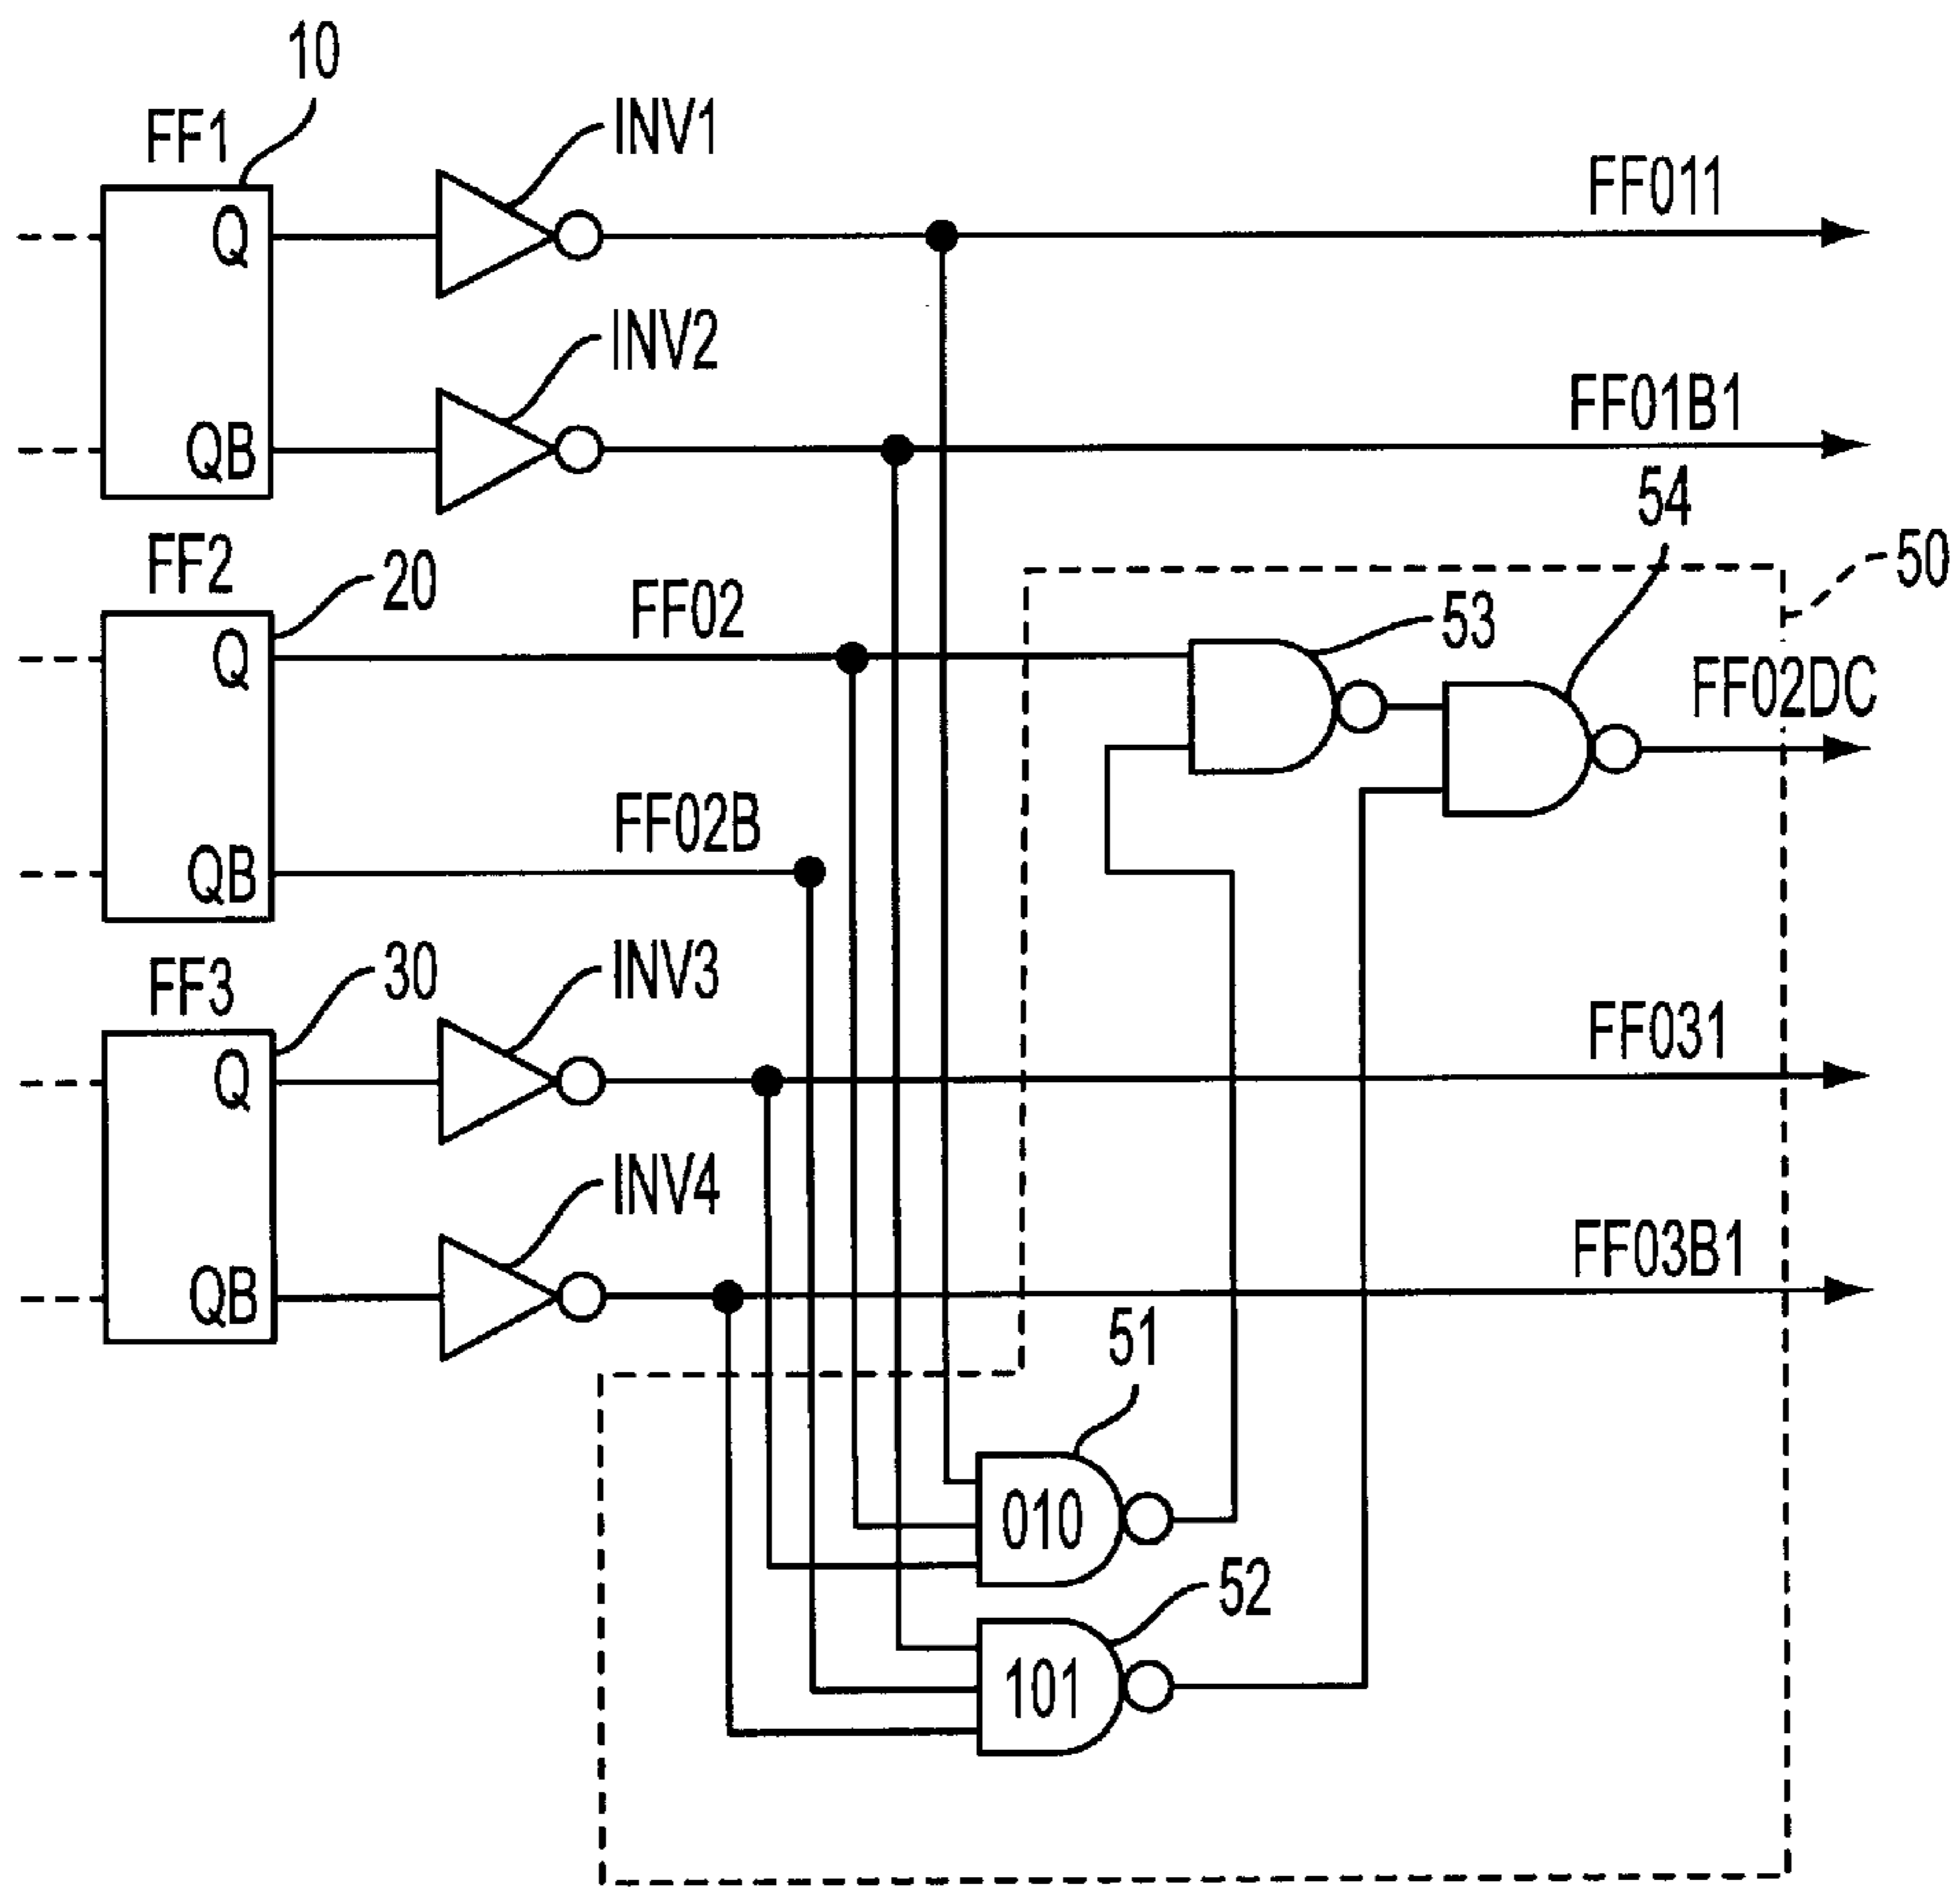 10
FF1
INV1
FF011
Q
INV2
FF01B1
QB
54
50
FF2
20
FF02
53
Q
FF02DC
FF02B
QB
FF3
30
INV3
FF031
Q
INV4
FF03B1
QB
51
010
52
101